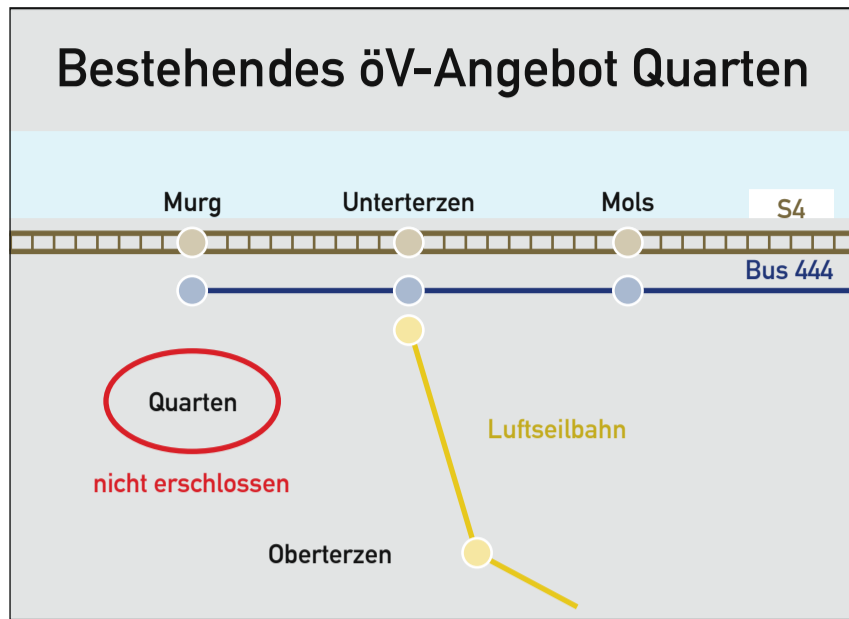 Bestehendes öV-Angebot Quarten
Murg
Unterterzen
Mols
S4
Bus 444
Quarten
Luftseilbahn
nicht erschlossen
Oberterzen